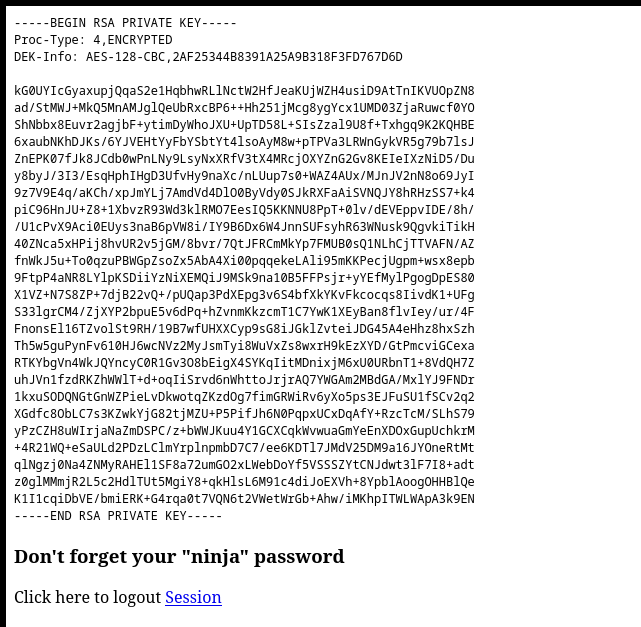 -----BEGIN RSA PRIVATE KEY-----
Proc-Type: 4,ENCRYPTED
DEK-Info: AES-128-CBC,2AF25344B8391A25A9B318F3FD767D6D

kG0UYIcGyaxupjQqaS2e1HqbhwRLlNctW2HfJeaKUjWZH4usiD9AtTnIKVUOpZN8
ad/StMWJ+MkQ5MnAMJglQeUbRxcBP6++Hh251jMcg8ygYcx1UMD03ZjaRuwcf0YO
ShNbbx8Euvr2agjbF+ytimDyWhoJXU+UpTD58L+SIsZzal9U8f+Txhgq9K2KQHBE
6xaubNKhDJKs/6YJVEHtYyFbYSbtYt4lsoAyM8w+pTPVa3LRWnGykVR5g79b7lsJ
ZnEPK07fJk8JCdb0wPnLNy9LsyNxXRfV3tX4MRcjOXYZnG2Gv8KEIeIXzNiD5/Du
y8byJ/3I3/EsqHphIHgD3UfvHy9naXc/nLUup7s0+WAZ4AUx/MJnJV2nN8o69JyI
9z7V9E4q/aKCh/xpJmYLj7AmdVd4DlO0ByVdy0SJkRXFaAiSVNQJY8hRHzSS7+k4
piC96HnJU+Z8+1XbvzR93Wd3klRMO7EesIQ5KKNNU8PpT+0lv/dEVEppvIDE/8h/
/U1cPvX9Aci0EUys3naB6pVW8i/IY9B6Dx6W4JnnSUFsyhR63WNusk9QgvkiTikH
40ZNca5xHPij8hvUR2v5jGM/8bvr/7QtJFRCmMkYp7FMUB0sQ1NLhCjTTVAFN/AZ
fnWkJ5u+To0qzuPBWGpZsoZx5AbA4Xi00pqqekeLAli95mKKPecjUgpm+wsx8epb
9FtpP4aNR8LYlpKSDiiYzNiXEMQiJ9MSk9na10B5FFPsjr+yYEfMylPgogDpES80
X1VZ+N7S8ZP+7djB22vQ+/pUQap3PdXEpg3v6S4bfXkYKvFkcocqs8IivdK1+UFg
S33lgrCM4/ZjXYP2bpuE5v6dPq+hZvnmKkzcmT1C7YwK1XEyBan8flvIey/ur/4F
FnonsEl16TZvolSt9RH/19B7wfUHXXCyp9sG8iJGklZvteiJDG45A4eHhz8hxSzh
Th5w5guPynFv610HJ6wcNVz2MyJsmTyi8WuVxZs8wxrH9kEzXYD/GtPmcviGCexa
RTKYbgVn4WkJQYncyC0R1Gv3O8bEigX4SYKqIitMDnixjM6xU0URbnT1+8VdQH7Z
uhJVn1fzdRKZhWWlT+d+oqIiSrvd6nWhttoJrjrAQ7YWGAm2MBdGA/MxlYJ9FNDr
1kxuSODQNGtGnWZPieLvDkwotqZKzdOg7fimGRWiRv6yXo5ps3EJFuSU1fSCv2q2
XGdfc8ObLC7s3KZwkYjG82tjMZU+P5PifJh6N0PqpxUCxDqAfY+RzcTcM/SLhS79
yPzCZH8uWIrjaNaZmDSPC/z+bWWJKuu4Y1GCXCqkWvwuaGmYeEnXDOxGupUchkrM
+4R21WQ+eSaULd2PDzLClmYrplnpmbD7C7/ee6KDTl7JMdV25DM9a16JYOneRtMt
qlNgzj0Na4ZNMyRAHEl1SF8a72umGO2xLWebDoYf5VSSSZYtCNJdwt3lF7I8+adt
z0glMMmjR2L5c2HdlTUt5MgiY8+qkHlsL6M91c4diJoEXVh+8YpblAoogOHHBlQe
K1I1cqiDbVE/bmiERK+G4rqa0t7VQN6t2VWetWrGb+Ahw/iMKhpITWLWApA3k9EN
-----END RSA PRIVATE KEY-----
Don't forget your "ninja" password
Click here to logout Session